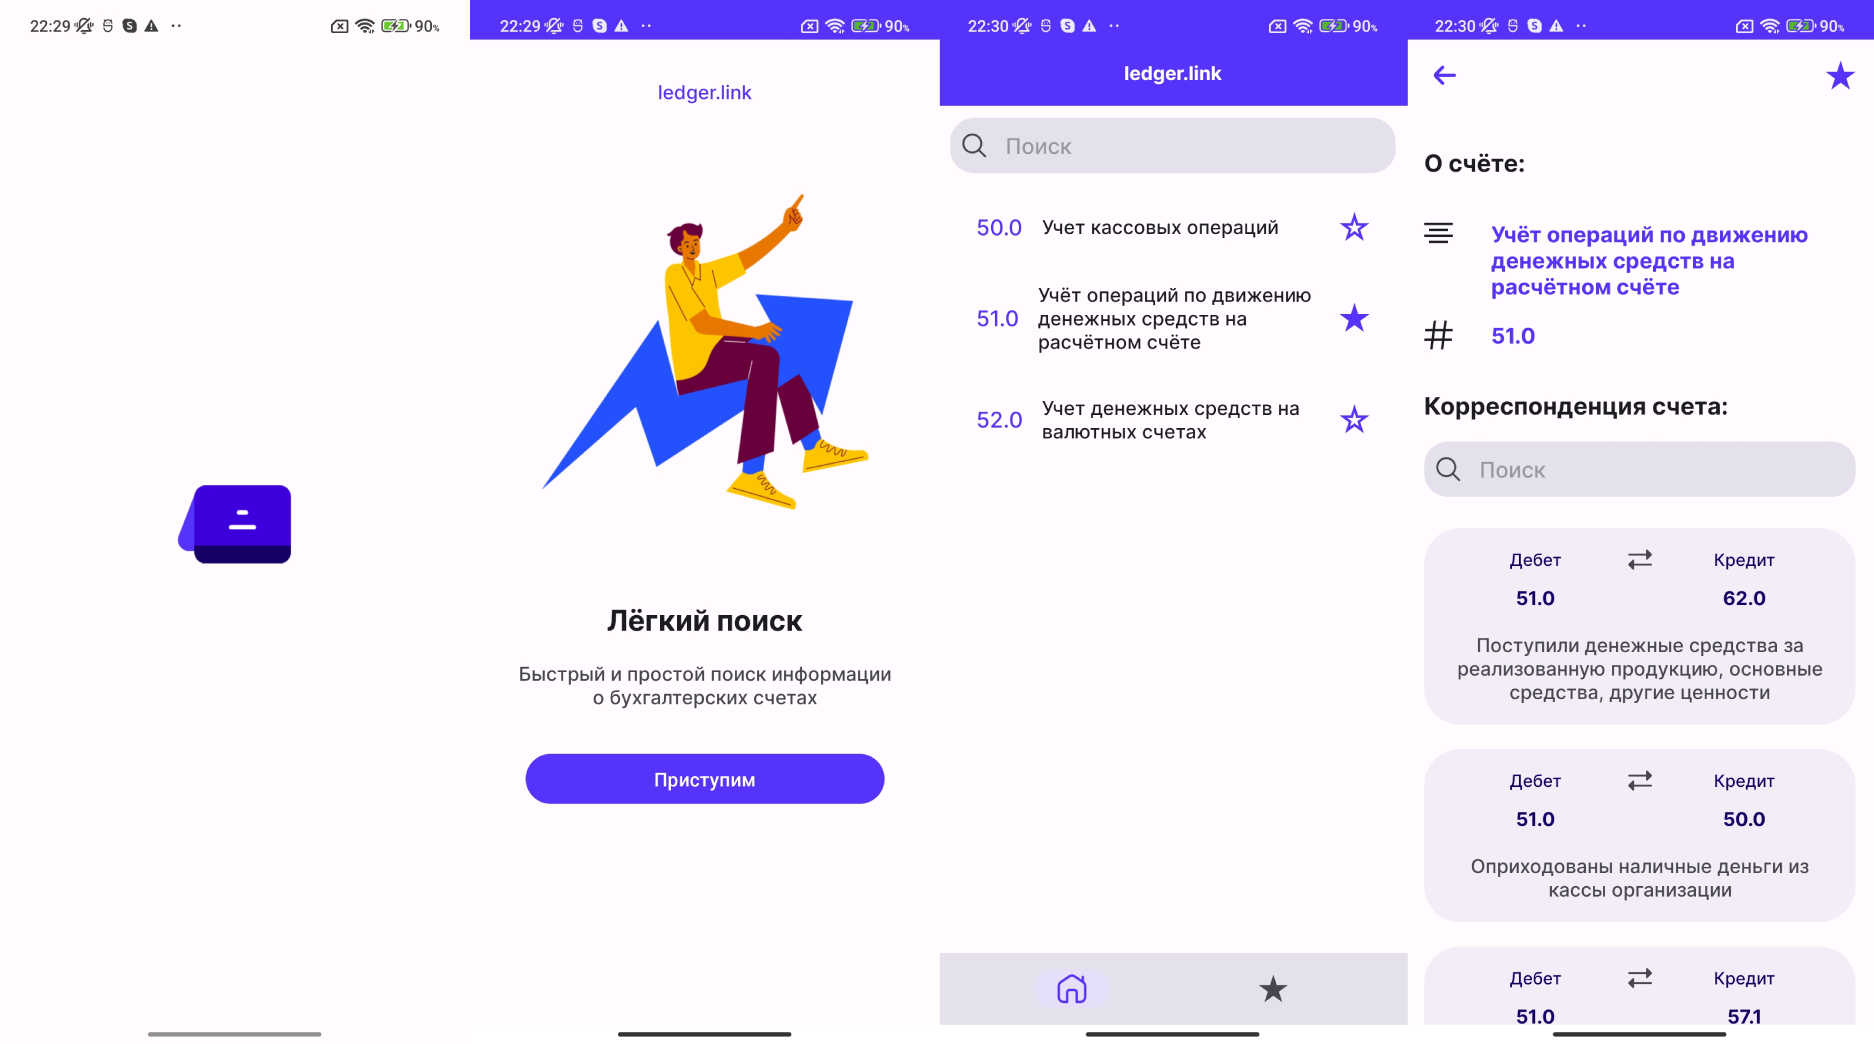 22:29
90%
22:29
90%
ledger.link
Лёгкий поиск
Быстрый и простой поиск информации
о бухгалтерских счетах
Приступим
22:30
90%
ledger.link
Поиск
50.0 Учет кассовых операций
51.0 Учёт операций по движению
денежных средств на
расчётном счёте
52.0 Учет денежных средств на
валютных счетах
22:30
90%
О счёте:
Учёт операций по движению
денежных средств на
расчётном счёте
# 51.0
Корреспонденция счета:
Поиск
Дебет Кредит
51.0 62.0
Поступили денежные средства за
реализованную продукцию, основные
средства, другие ценности
Дебет Кредит
51.0 50.0
Оприходованы наличные деньги из
кассы организации
Дебет Кредит
51.0 57.1